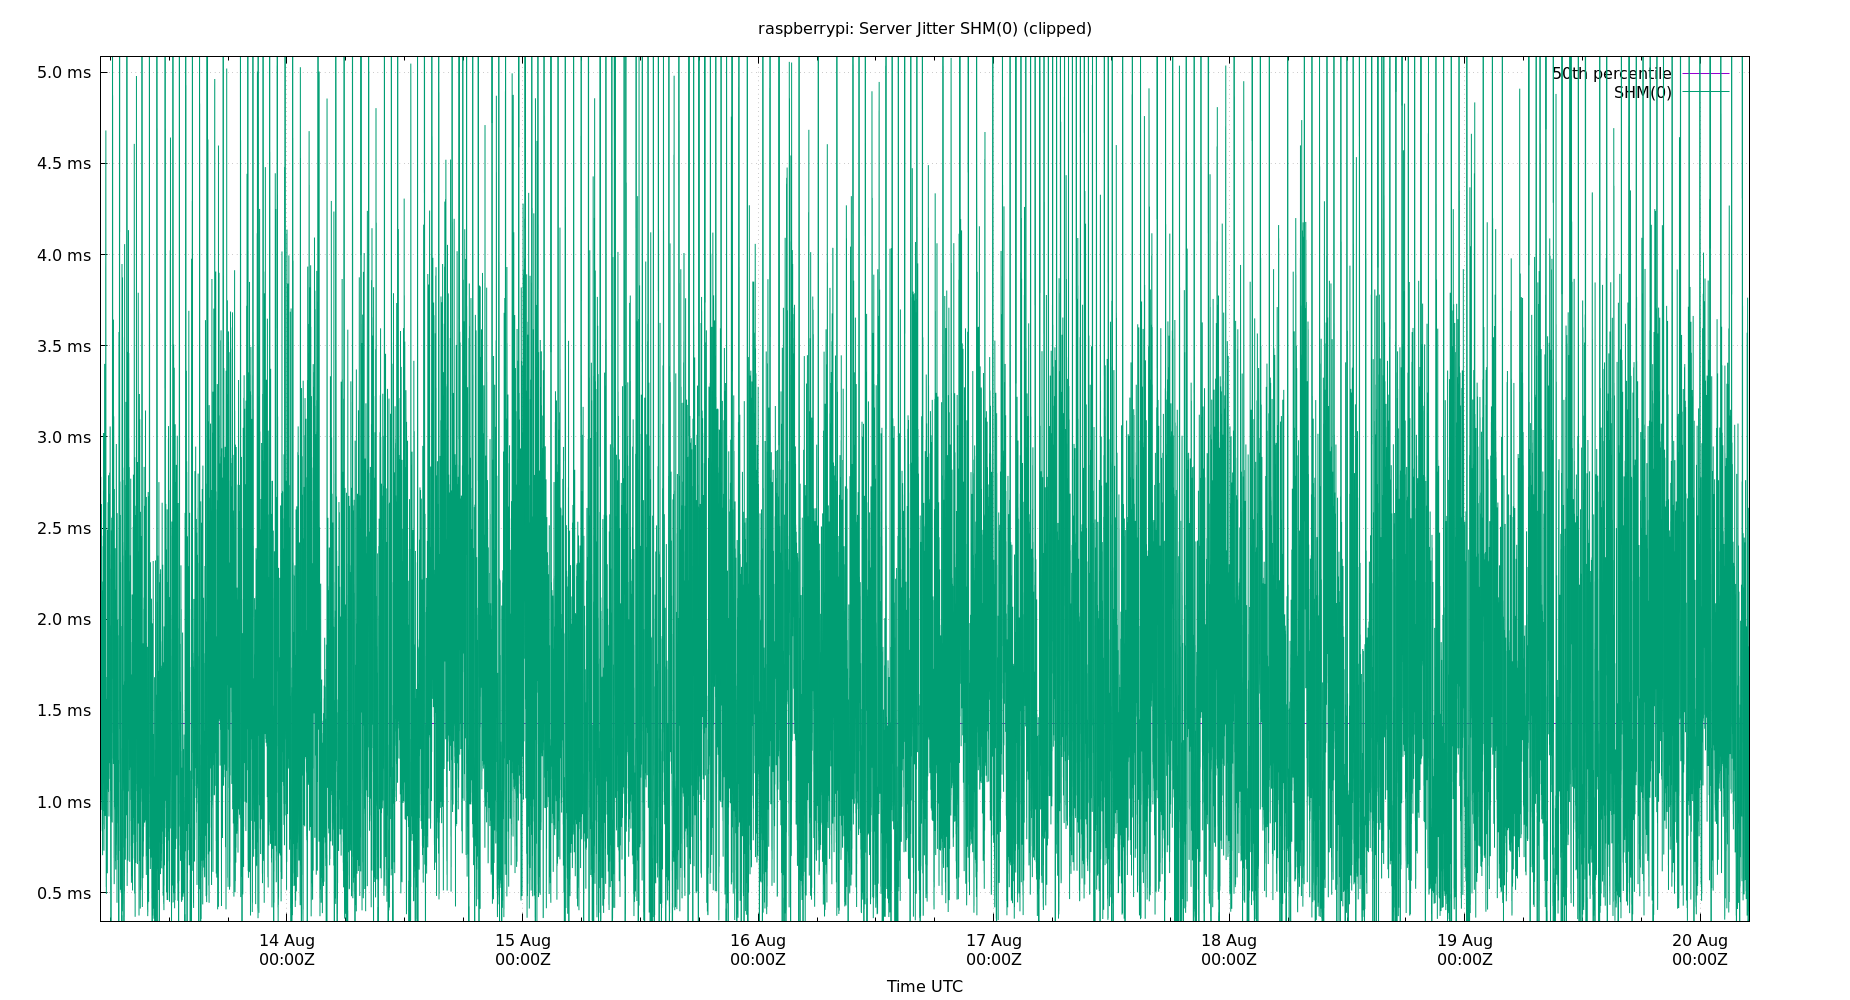 raspberrypi: Server Jitter SHM(0) (clipped)
5.0 ms
50th percentile
SHM(0)
4.5 ms
4.0 ms
3.5 ms
3.0 ms
2.5 ms
2.0 ms
1.5 ms
1.0 ms
0.5 ms
14 Aug 15 Aug 16 Aug 17 Aug 18 Aug 19 Aug 20 Aug
00:00Z 00:00Z 00:00Z 00:00Z 00:00Z 00:00Z 00:00Z
Time UTC